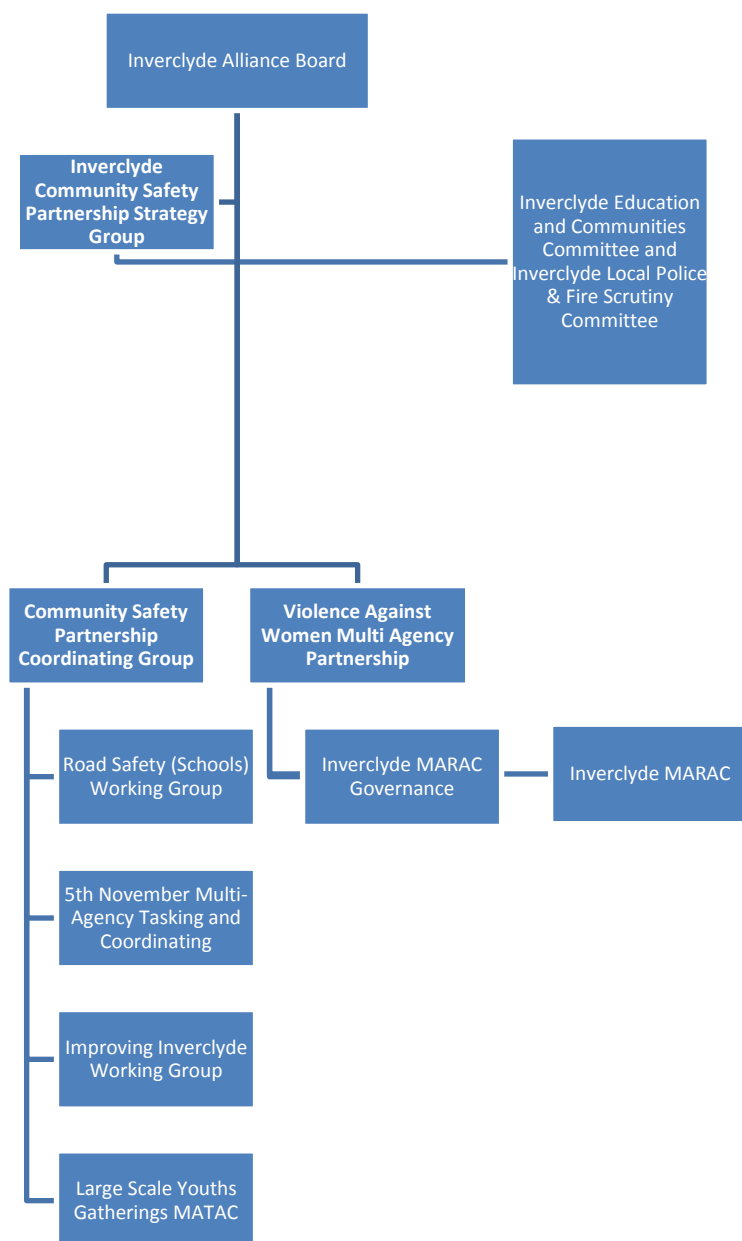 Inverclyde Alliance Board
Inverclyde
Community Safety
Partnership Strategy
Group
Inverclyde Education
and Communities
Committee and
Inverclyde Local Police
& Fire Scrutiny
Committee
Community Safety
Partnership
Coordinating Group
Violence Against
Women Multi Agency
Partnership
Road Safety (Schools)
Working Group
Inverclyde MARAC
Governance
Inverclyde MARAC
5th November Multi-
Agency Tasking and
Coordinating
Improving Inverclyde
Working Group
Large Scale Youths
Gatherings MATAC